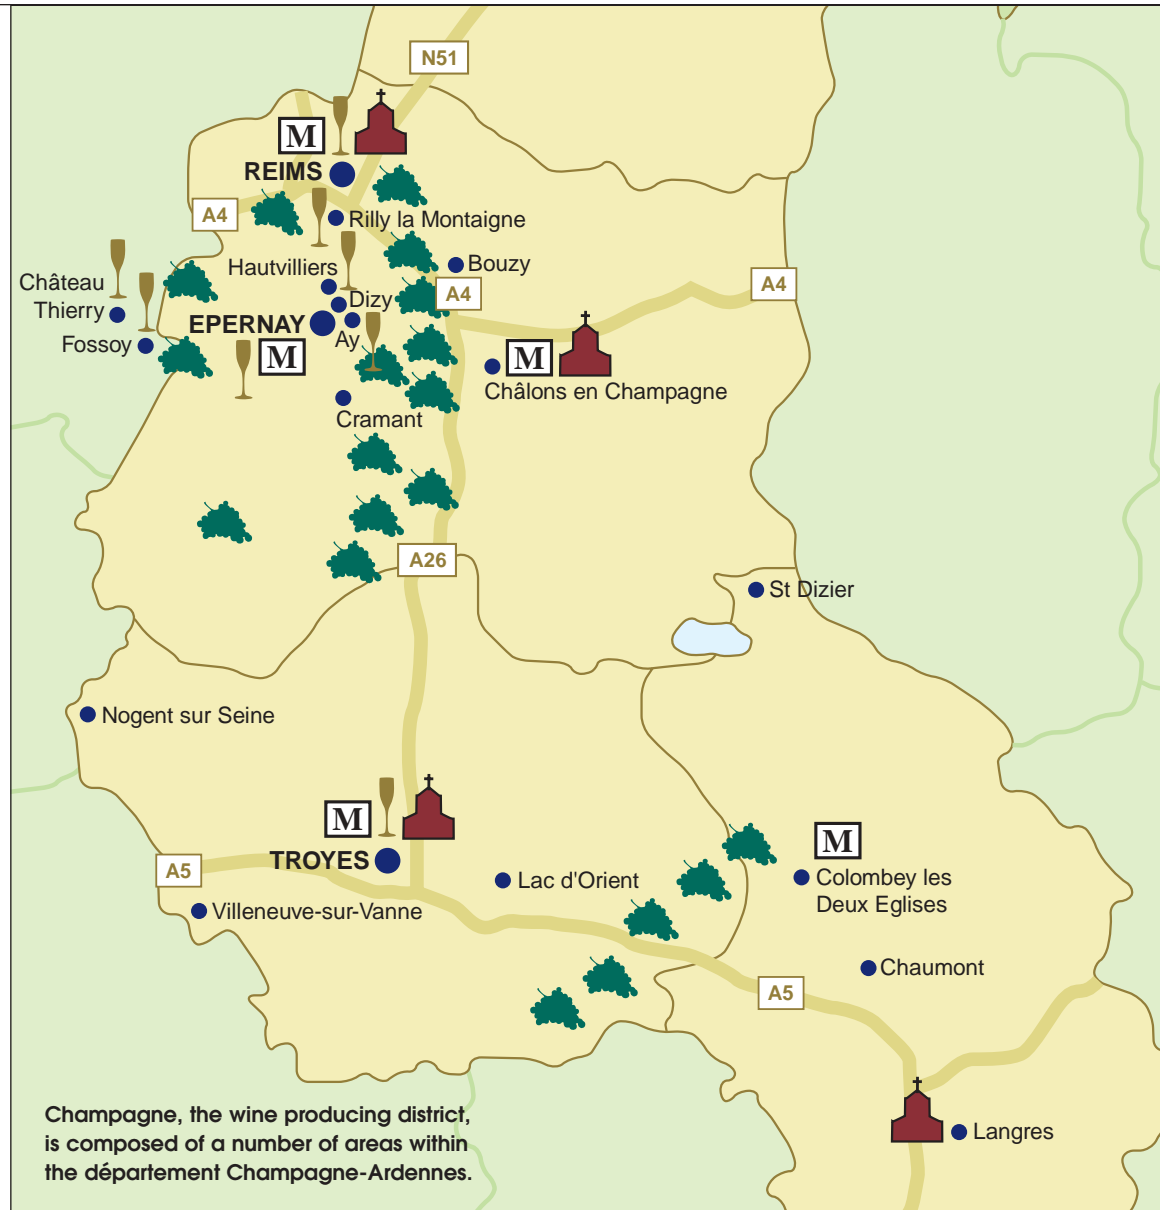 N51
M
REIMS
A4
Rilly la Montaigne
Hautvilliers
Bouzy
Château
Thierry
Dizy
A4
A4
EPERNAY
Ay
Fossoy
M
M
Châlons en Champagne
Cramant
A26
St Dizier
Nogent sur Seine
M
TROYES
M
A5
Lac d'Orient
Colombey les
Deux Eglises
Villeneuve-sur-Vanne
Chaumont
A5
Champagne, the wine producing district,
is composed of a number of areas within
the département Champagne-Ardennes.
Langres